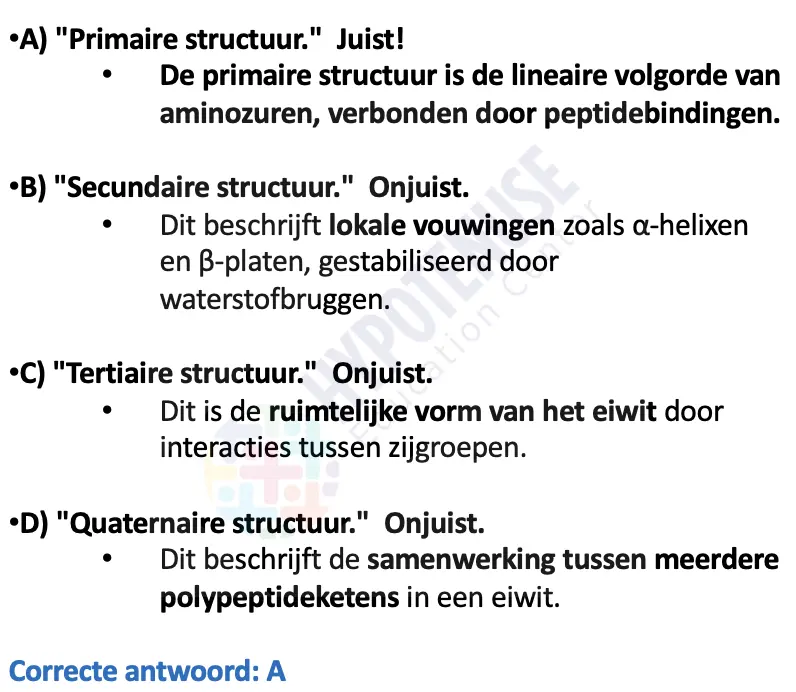 •A) "Primaire structuur."  Juist!
• De primaire structuur is de lineaire volgorde van
aminozuren, verbonden door peptidebindingen.
•B) "Secundaire structuur."  Onjuist.
• Dit beschrijft lokale vouwingen zoals α-helixen
en β-platen, gestabiliseerd door
waterstofbruggen.
•C) "Tertiaire structuur."  Onjuist.
• Dit is de ruimtelijke vorm van het eiwit door
interacties tussen zijgroepen.
•D) "Quaternaire structuur."  Onjuist.
• Dit beschrijft de samenwerking tussen meerdere
polypeptideketens in een eiwit.
Correcte antwoord: A
HYPOTENUSE
Education Center